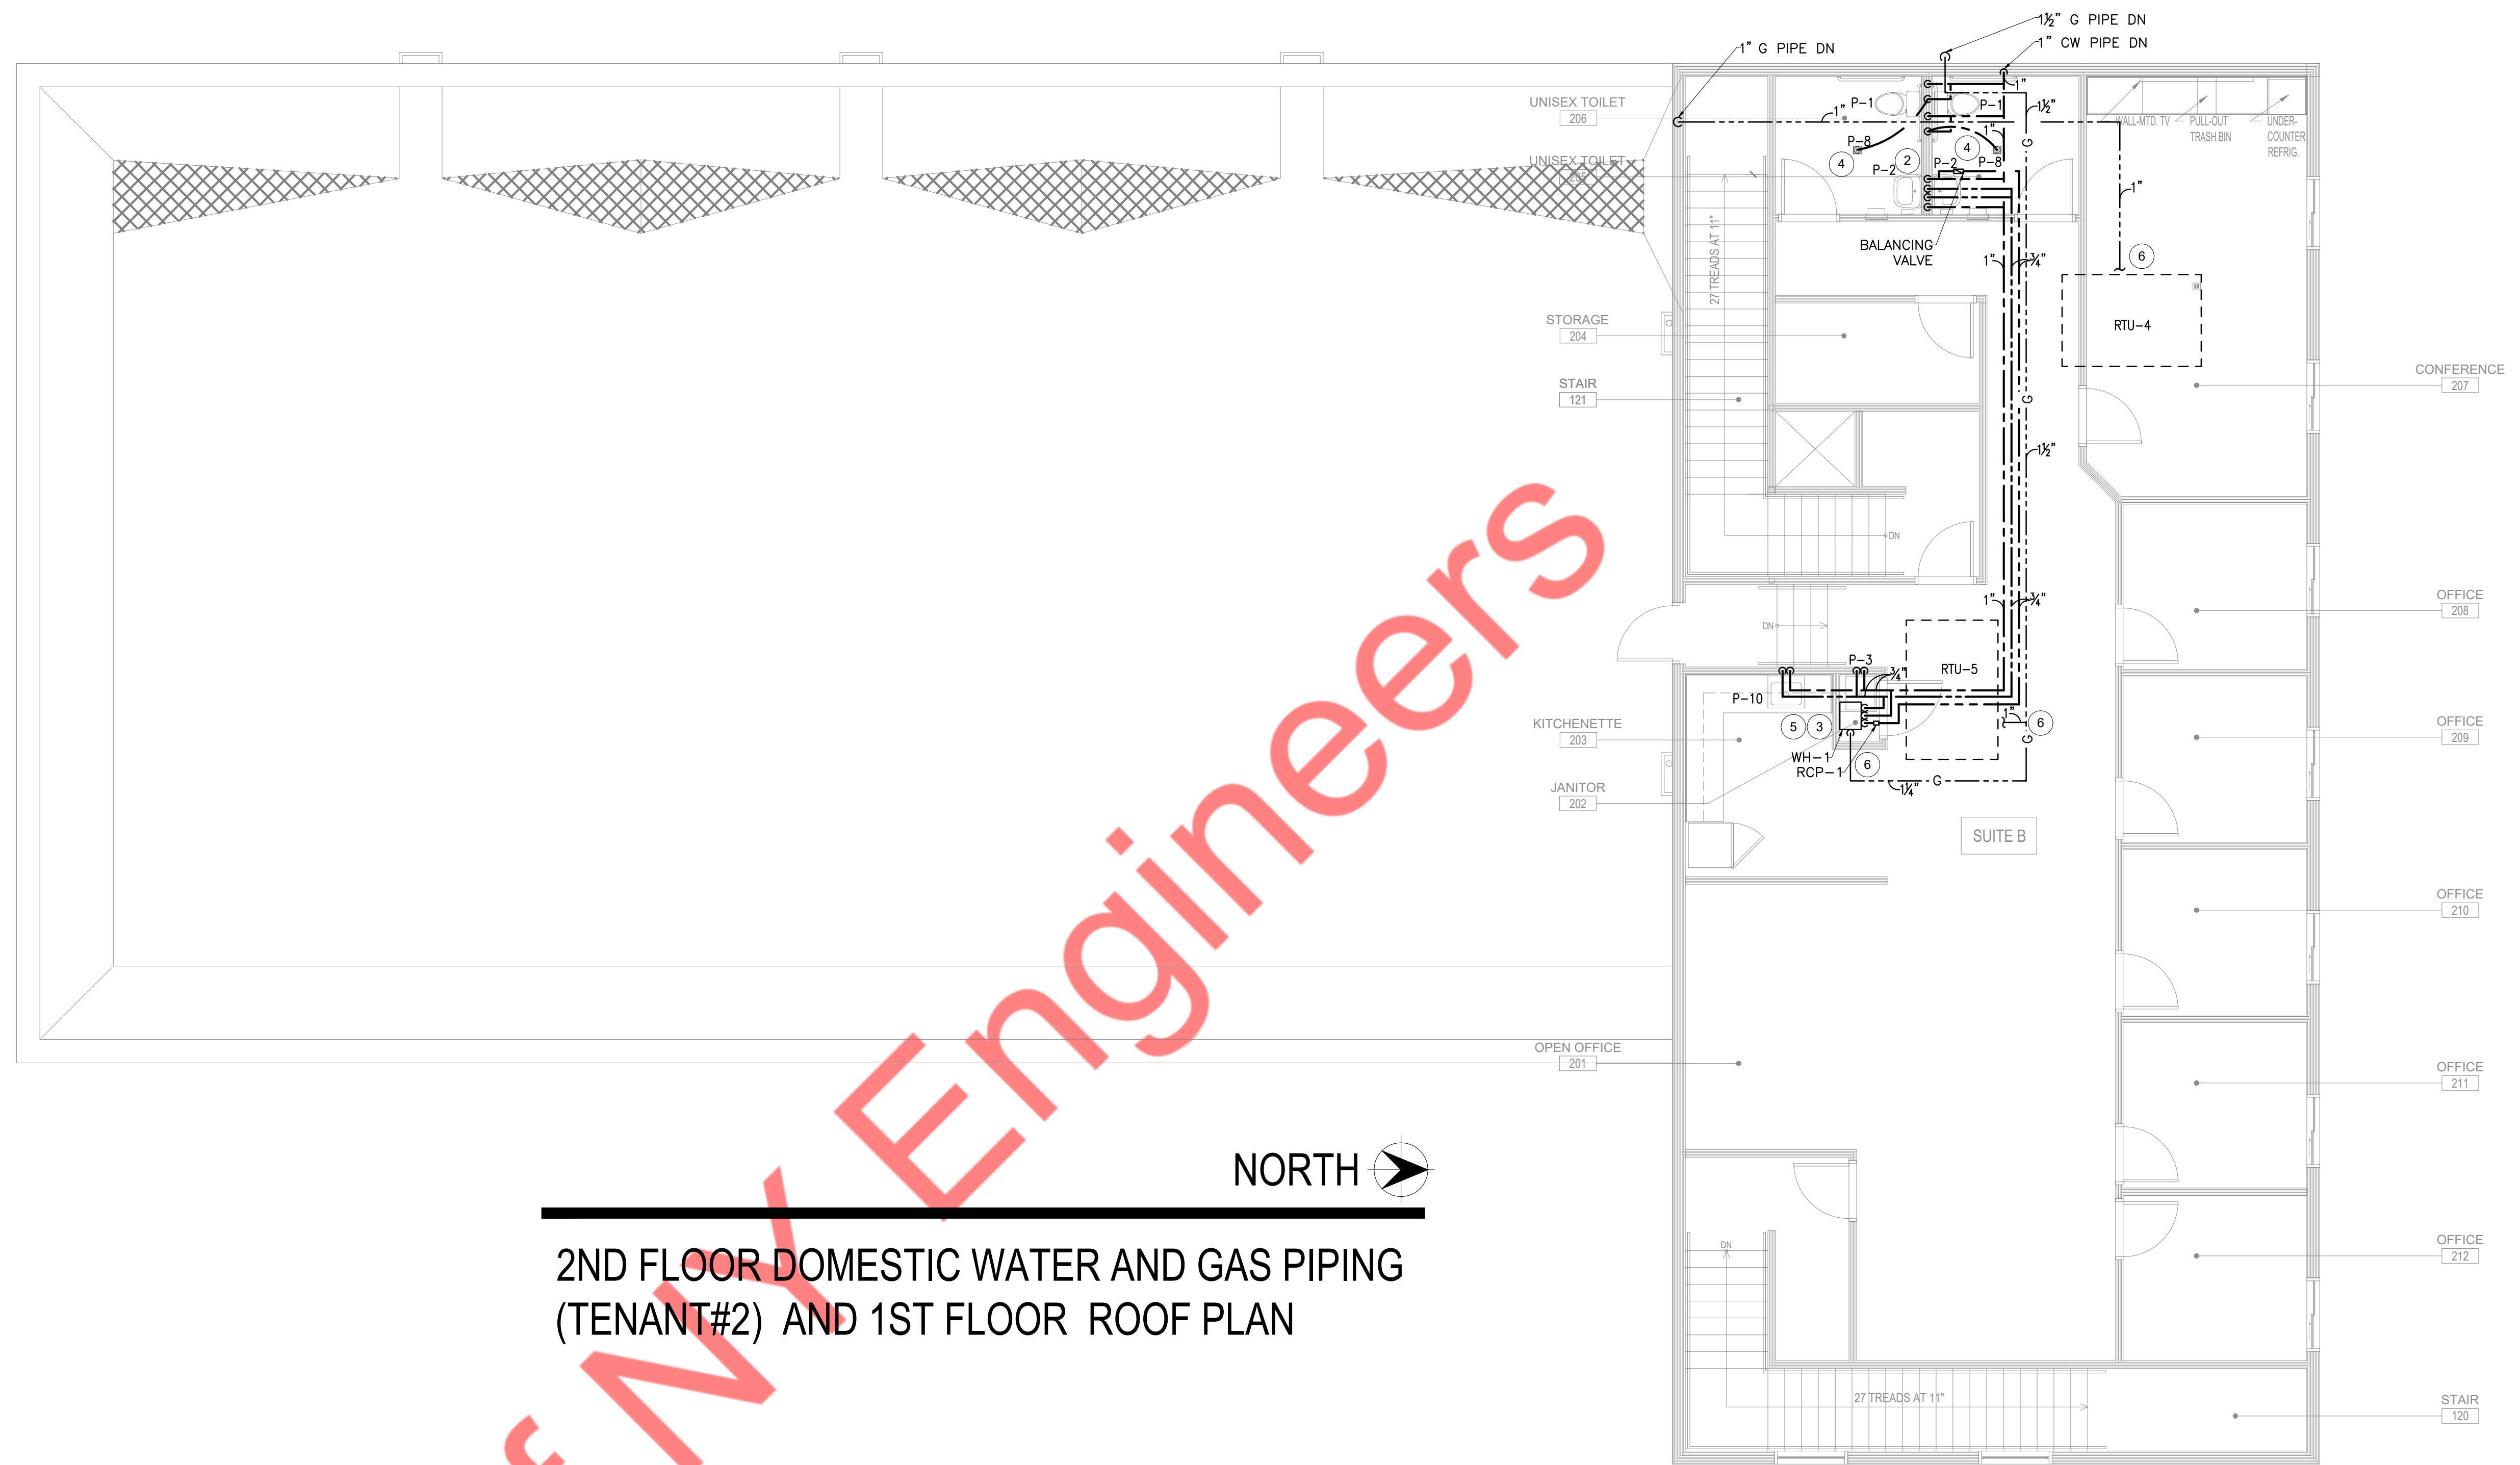 1½" G PIPE DN
1" G PIPE DN
1" CW PIPE DN
1"
UNISEX TOILET
206
P-1
P-1
1½"
1"
1"
WALL-MTD. TV
PULL-OUT
TRASH BIN
UNDER-
COUNTER
REFRIG.
P-8
G
4
2
4
UNISEX TOILET
205
P-2
P-2
P-8
1"
27 TREADS AT 11"
BALANCING
VALVE
1"
¾"
6
STORAGE
204
RTU-4
STAIR
121
CONFERENCE
207
G
1½"
DN
OFFICE
208
1"
¾"
DN
P-3
¾"
RTU-5
P-10
KITCHENETTE
203
5
3
1"
6
G
OFFICE
209
WH-1
RCP-1
6
JANITOR
202
1¼"
G
SUITE B
OFFICE
210
OPEN OFFICE
201
OFFICE
211
NORTH
2ND FLOOR DOMESTIC WATER AND GAS PIPING
(TENANT#2) AND 1ST FLOOR ROOF PLAN
DN
OFFICE
212
27 TREADS AT 11"
STAIR
120
f NY Engineers